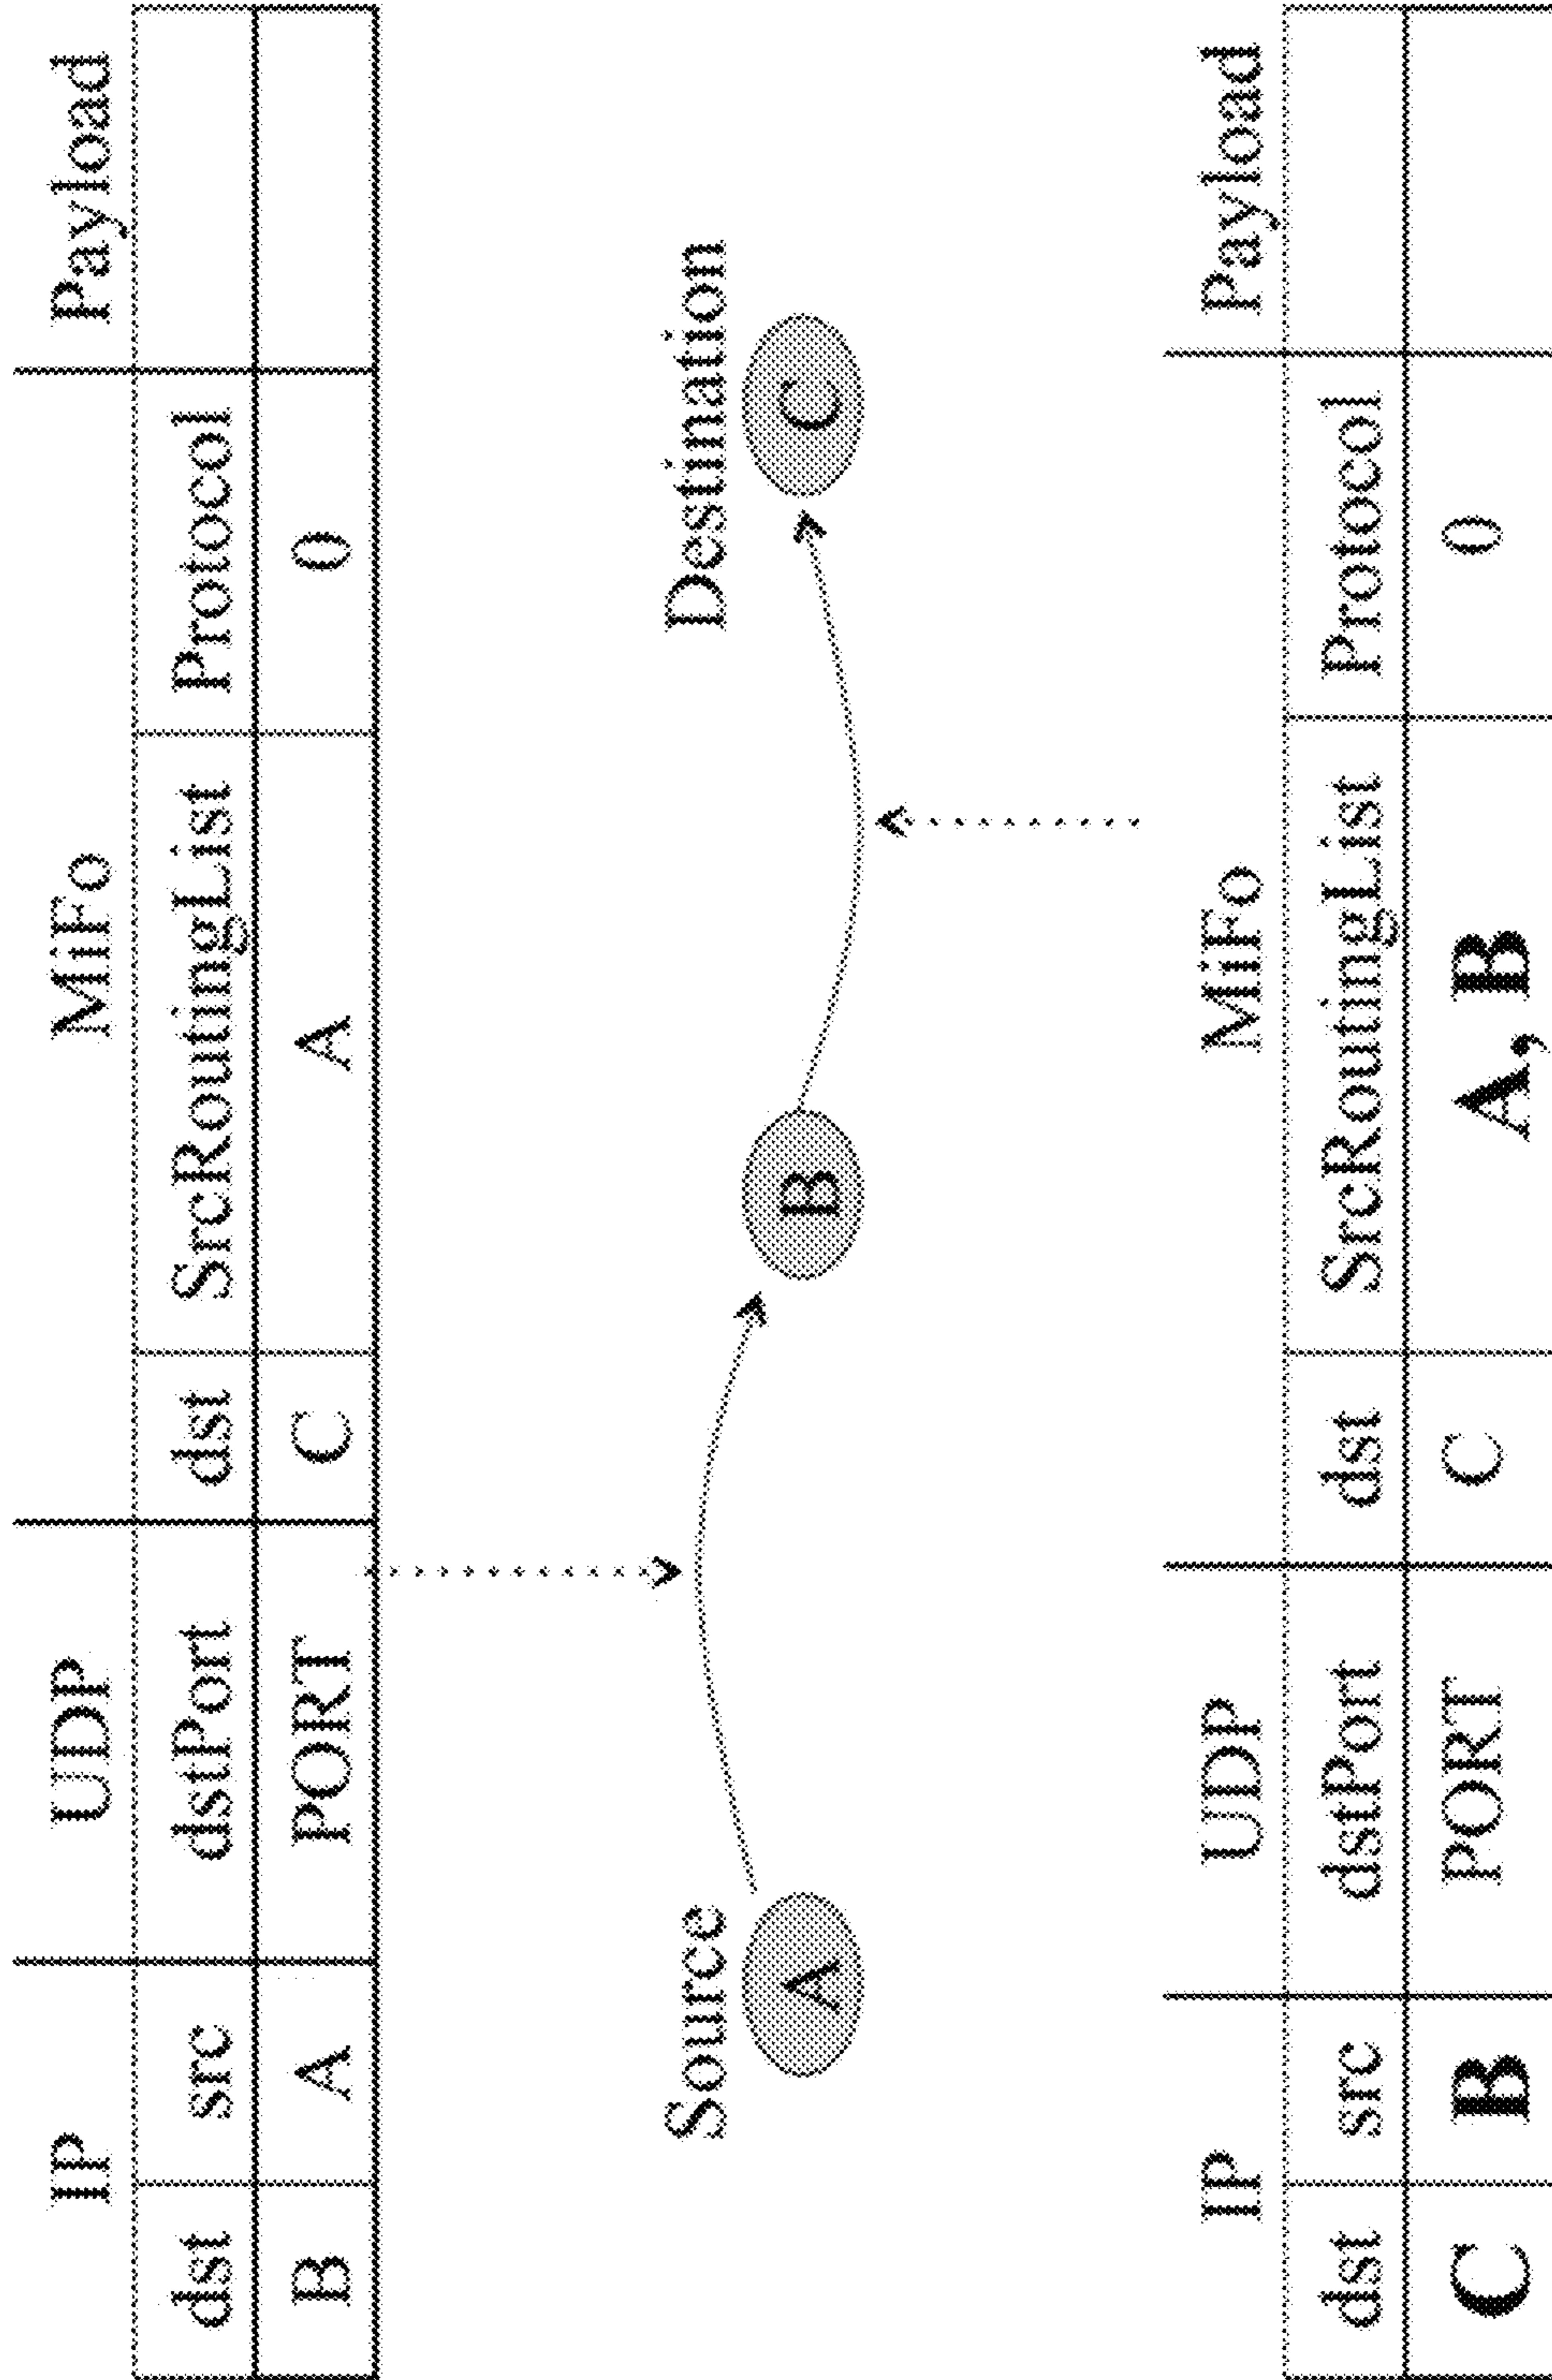 IP UDP MiFo Payload
dst src dstPort dst SrcRoutingList Protocol
B A PORT C A 0
Source Destination
A B C
IP UDP MiFo Payload
dst src dstPort dst SrcRoutingList Protocol
C B PORT C A, B 0